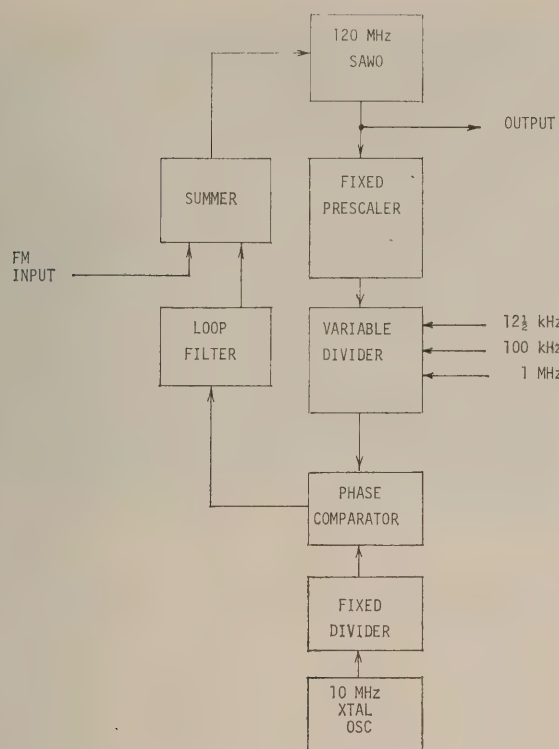 120 MHz
SAWO
OUTPUT
FIXED
PRESCALER
SUMMER
FM
INPUT
LOOP
FILTER
VARIABLE
DIVIDER
12½ kHz
100 kHz
1 MHz
PHASE
COMPARATOR
FIXED
DIVIDER
10 MHz
XTAL
OSC